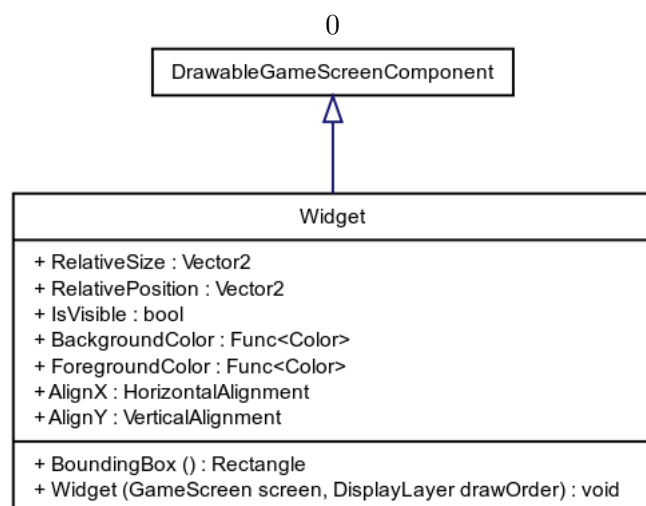 0
DrawableGameScreenComponent
Widget
+ RelativeSize : Vector2
+ RelativePosition : Vector2
+ IsVisible : bool
+ BackgroundColor : Func<Color>
+ ForegroundColor : Func<Color>
+ AlignX : HorizontalAlignment
+ AlignY : VerticalAlignment
+ BoundingBox () : Rectangle
+ Widget (GameScreen screen, DisplayLayer drawOrder) : void